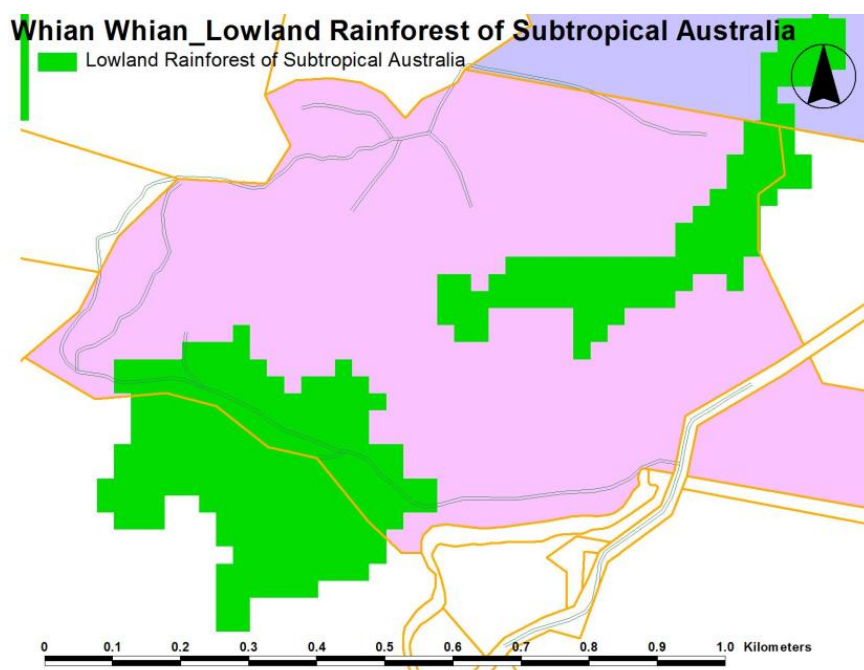 Whian Whian_Lowland Rainforest of Subtropical Australia
Lowland Rainforest of Subtropical Australia
0 0.1 0.2 0.3 0.4 0.5 0.6 0.7 0.8 0.9 1.0 Kilometers